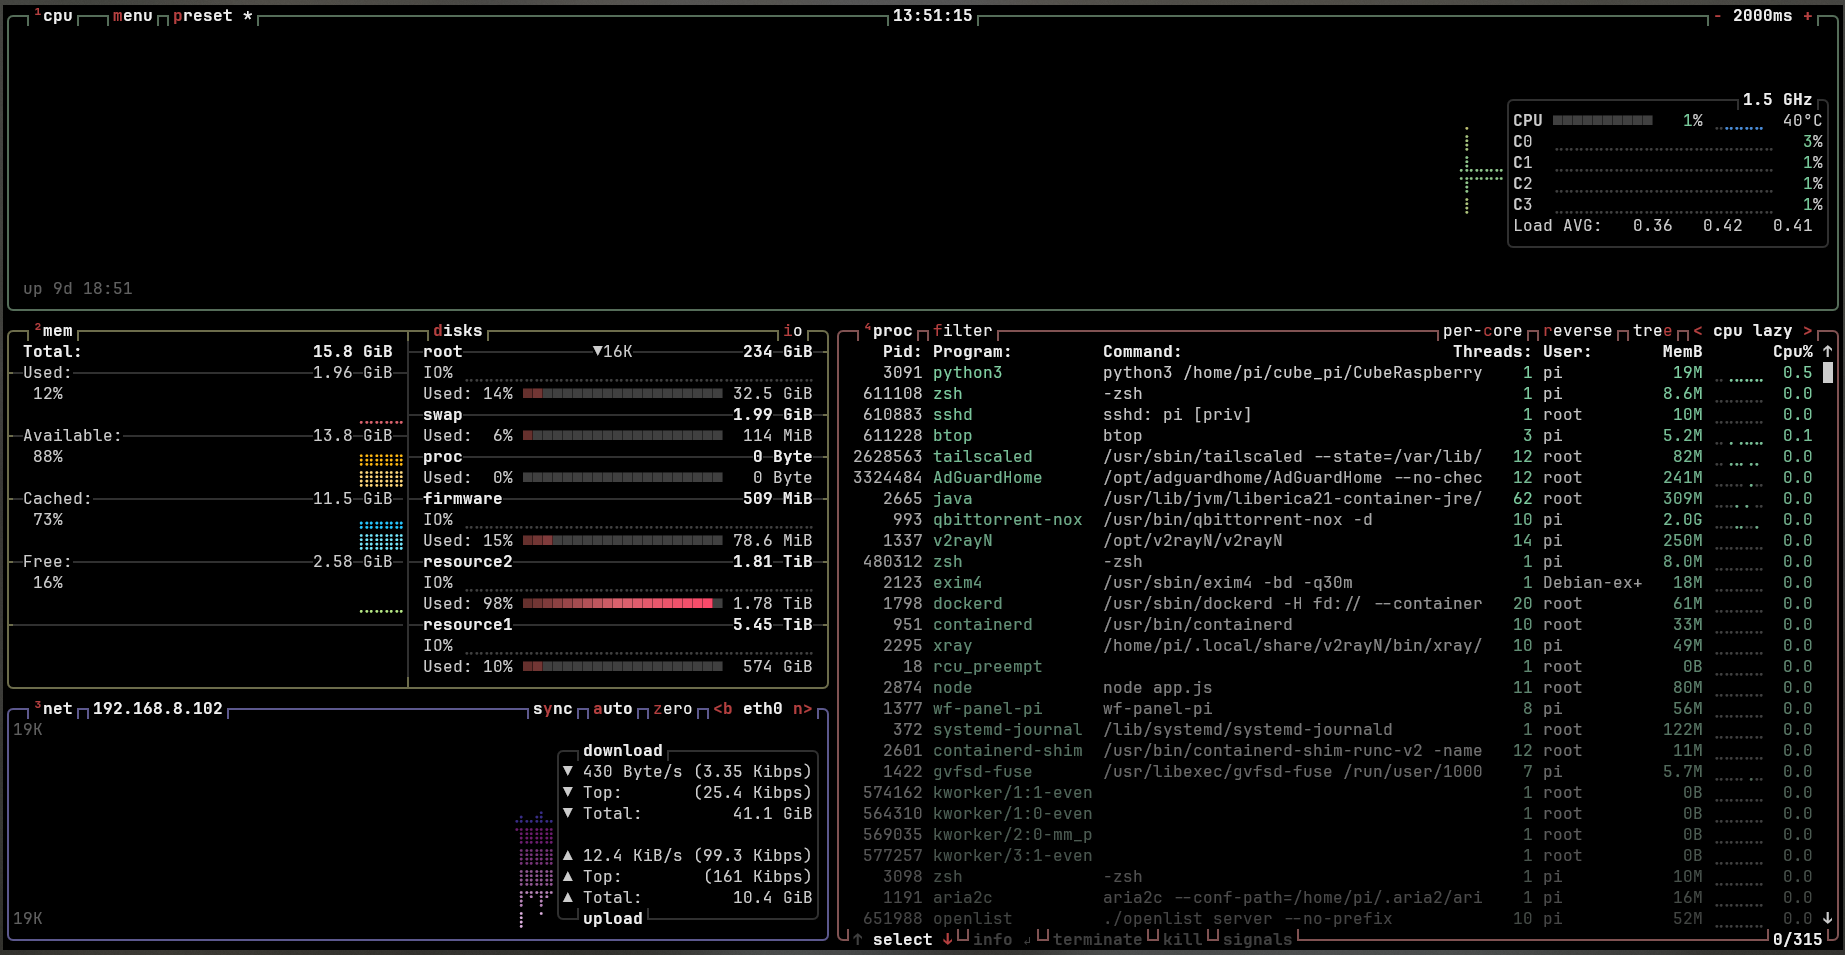 ¹cpu menu preset * 13:51:15 - 2000ms +
1.5 GHz
CPU 1% 40°C
C0 3%
C1 1%
C2 1%
C3 1%
Load AVG: 0.36 0.42 0.41
up 9d 18:51
²mem
Total: 15.8 GiB
Used: 1.96 GiB
12%
Available: 13.8 GiB
88%
Cached: 11.5 GiB
73%
Free: 2.58 GiB
16%
disks io
root ▼16K 234 GiB
IO%
Used: 14% 32.5 GiB
swap 1.99 GiB
Used: 6% 114 MiB
proc 0 Byte
Used: 0% 0 Byte
firmware 509 MiB
IO%
Used: 15% 78.6 MiB
resource2 1.81 TiB
IO%
Used: 98% 1.78 TiB
resource1 5.45 TiB
IO%
Used: 10% 574 GiB
³net 192.168.8.102 sync auto zero <b eth0 n>
19K
download
▼ 430 Byte/s (3.35 Kibps)
▼ Top: (25.4 Kibps)
▼ Total: 41.1 GiB
▲ 12.4 KiB/s (99.3 Kibps)
▲ Top: (161 Kibps)
▲ Total: 10.4 GiB
upload
19K
⁴proc filter per-core reverse tree < cpu lazy >
Pid: Program: Command: Threads: User: MemB Cpu% ↑
3091 python3 python3 /home/pi/cube_pi/CubeRaspberry 1 pi 19M 0.5
611108 zsh -zsh 1 pi 8.6M 0.0
610883 sshd sshd: pi [priv] 1 root 10M 0.0
611228 btop btop 3 pi 5.2M 0.1
2628563 tailscaled /usr/sbin/tailscaled --state=/var/lib/ 12 root 82M 0.0
3324484 AdGuardHome /opt/adguardhome/AdGuardHome --no-chec 12 root 241M 0.0
2665 java /usr/lib/jvm/liberica21-container-jre/ 62 root 309M 0.0
993 qbittorrent-nox /usr/bin/qbittorrent-nox -d 10 pi 2.0G 0.0
1337 v2rayN /opt/v2rayN/v2rayN 14 pi 250M 0.0
480312 zsh -zsh 1 pi 8.0M 0.0
2123 exim4 /usr/sbin/exim4 -bd -q30m 1 Debian-ex+ 18M 0.0
1798 dockerd /usr/sbin/dockerd -H fd:// --container 20 root 61M 0.0
951 containerd /usr/bin/containerd 10 root 33M 0.0
2295 xray /home/pi/.local/share/v2rayN/bin/xray/ 10 pi 49M 0.0
18 rcu_preempt 1 root 0B 0.0
2874 node node app.js 11 root 80M 0.0
1377 wf-panel-pi wf-panel-pi 8 pi 56M 0.0
372 systemd-journal /lib/systemd/systemd-journald 1 root 122M 0.0
2601 containerd-shim /usr/bin/containerd-shim-runc-v2 -name 12 root 11M 0.0
1422 gvfsd-fuse /usr/libexec/gvfsd-fuse /run/user/1000 7 pi 5.7M 0.0
574162 kworker/1:1-even 1 root 0B 0.0
564310 kworker/1:0-even 1 root 0B 0.0
569035 kworker/2:0-mm_p 1 root 0B 0.0
577257 kworker/3:1-even 1 root 0B 0.0
3098 zsh -zsh 1 pi 10M 0.0
1191 aria2c aria2c --conf-path=/home/pi/.aria2/ari 1 pi 16M 0.0
651988 openlist ./openlist server --no-prefix 10 pi 52M 0.0 ↓
↑ select ↓ info ↲ terminate kill signals 0/315